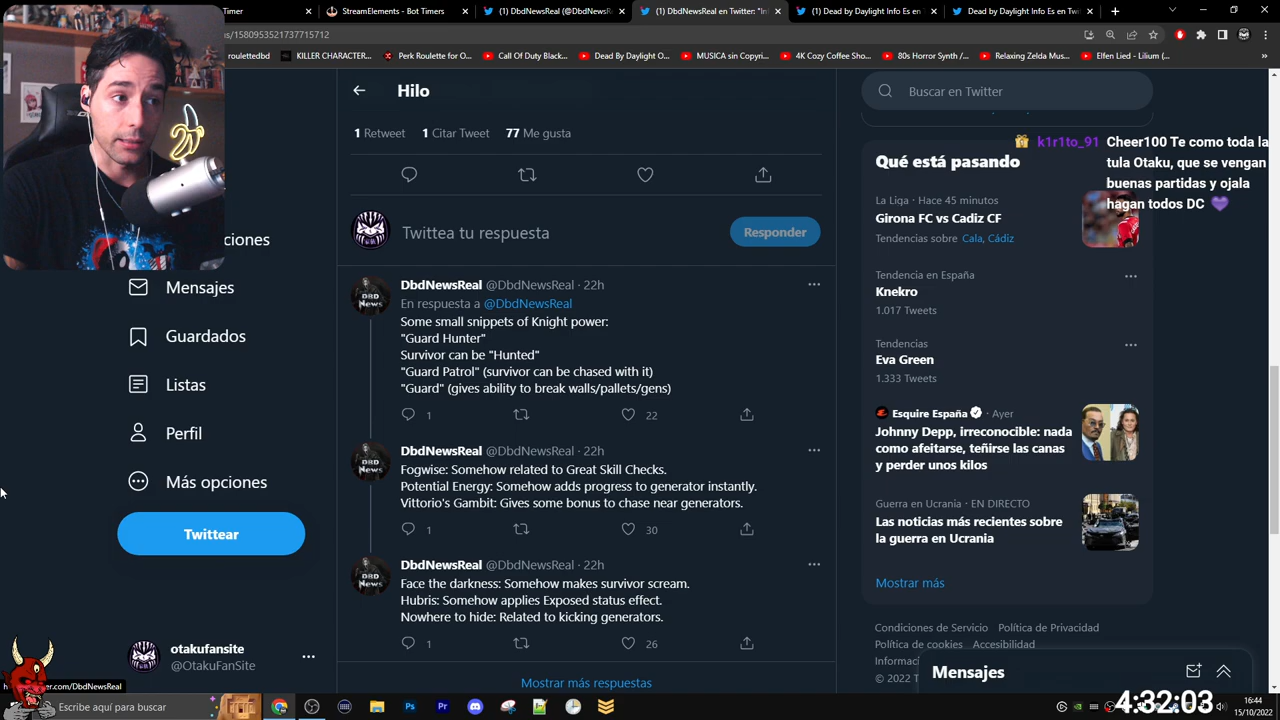 Timer
StreamElements - Bot Timers
(1) DbdNewsReal (@DbdNewsRe
(1) DbdNewsReal en Twitter: "In
(1) Dead by Daylight Info Es en
Dead by Daylight Info Es en Tw
us/1580953521737715712
roulettedbd
KILLER CHARACTER...
Perk Roulette for O...
Call Of Duty Black...
Dead By Daylight O...
MUSICA sin Copyri...
4K Cozy Coffee Sho...
80s Horror Synth /...
Relaxing Zelda Mus...
Elfen Lied - (Full O...
ciones
Mensajes
Guardados
Listas
Perfil
Más opciones
Twittear
otakufansite
@OtakuFanSite
Hilo
1 Retweet 1 Citar Tweet 77 Me gusta
Twittea tu respuesta
Responder
DbdNewsReal @DbdNewsReal · 22h
En respuesta a @DbdNewsReal
Some small snippets of Knight power:
"Guard Hunter"
Survivor can be "Hunted"
"Guard Patrol" (survivor can be chased with it)
"Guard" (gives ability to break walls/pallets/gens)
1 22
DbdNewsReal @DbdNewsReal · 22h
Fogwise: Somehow related to Great Skill Checks.
Potential Energy: Somehow adds progress to generator instantly.
Vittorio's Gambit: Gives some bonus to chase near generators.
1 30
DbdNewsReal @DbdNewsReal · 22h
Face the darkness: Somehow makes survivor scream.
Hubris: Somehow applies Exposed status effect.
Nowhere to hide: Related to kicking generators.
1 26
Mostrar más respuestas
DBD
News
DBD
News
DBD
News
Buscar en Twitter
k1r1to_91 Cheer100 Te como toda la
tula Otaku, que se vengan
buenas partidas y ojala
hagan todos DC
Qué está pasando
La Liga · Hace 45 minutos
Girona FC vs Cadiz CF
Tendencias sobre Cala, Cádiz
Tendencia en España
Knekro
1.017 Tweets
Tendencias
Eva Green
1.333 Tweets
Esquire España · Ayer
Johnny Depp, irreconocible: nada
como afeitarse, teñirse las canas
y perder unos kilos
Guerra en Ucrania · EN DIRECTO
Las noticias más recientes sobre
la guerra en Ucrania
Mostrar más
Condiciones de Servicio Política de Privacidad
Política de cookies Accesibilidad
© 2022
Mensajes
.com/DbdNewsReal
Escribe aquí para buscar
4:32:03
16:44
15/10/2022